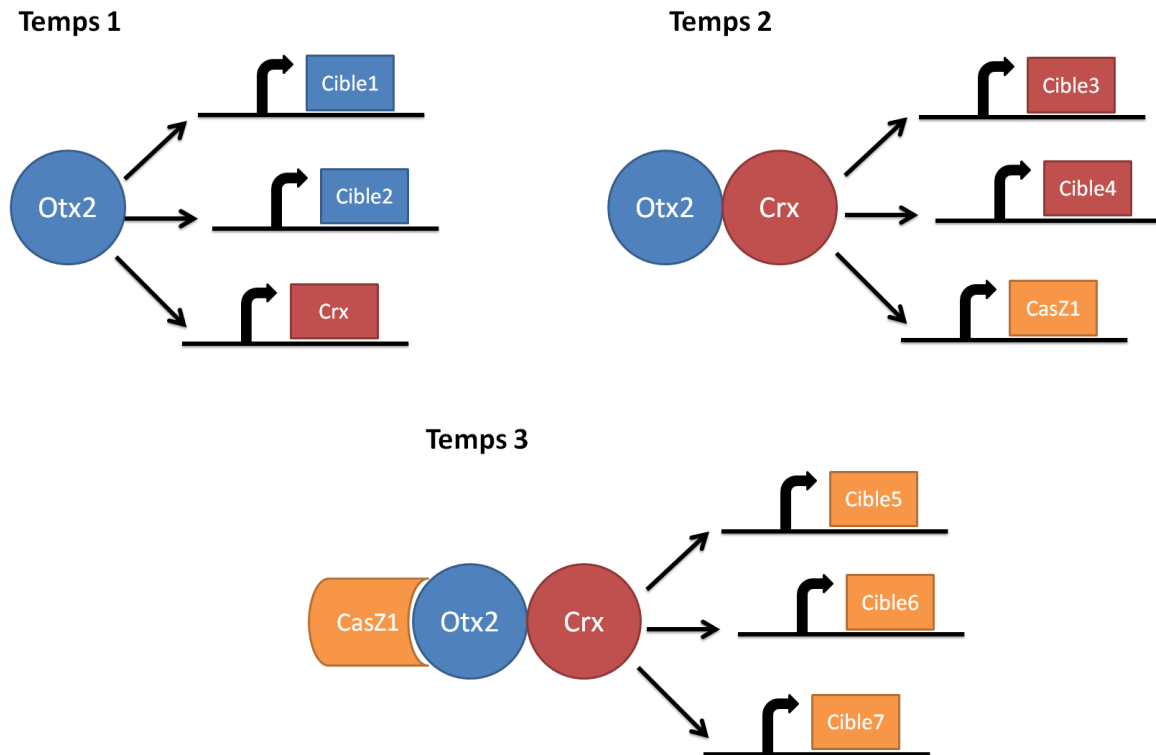 Temps 1
Cible1
Otx2
Cible2
Crx
Temps 2
Cible3
Otx2
Crx
Cible4
CasZ1
Temps 3
Cible5
CasZ1
Otx2
Crx
Cible6
Cible7